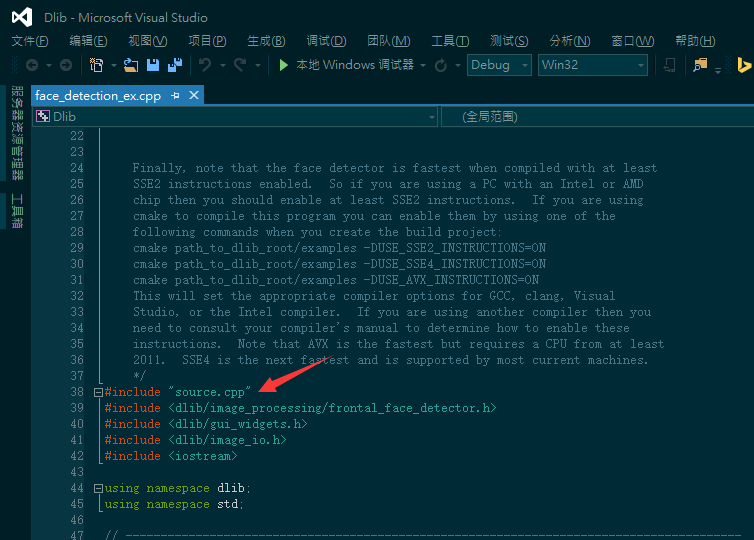 Dlib - Microsoft Visual Studio
文件(F) 编辑(E) 视图(V) 项目(P) 生成(B) 调试(D) 团队(M) 工具(T) 测试(S) 分析(N) 窗口(W) 帮助(H)
本地 Windows 调试器 Debug Win32
服务器资源管理器
工具箱
face_detection_ex.cpp
Dlib (全局范围)
22
23
24 Finally, note that the face detector is fastest when compiled with at least
25 SSE2 instructions enabled. So if you are using a PC with an Intel or AMD
26 chip then you should enable at least SSE2 instructions. If you are using
27 cmake to compile this program you can enable them by using one of the
28 following commands when you create the build project:
29 cmake path_to_dlib_root/examples -DUSE_SSE2_INSTRUCTIONS=ON
30 cmake path_to_dlib_root/examples -DUSE_SSE4_INSTRUCTIONS=ON
31 cmake path_to_dlib_root/examples -DUSE_AVX_INSTRUCTIONS=ON
32 This will set the appropriate compiler options for GCC, clang, Visual
33 Studio, or the Intel compiler. If you are using another compiler then you
34 need to consult your compiler's manual to determine how to enable these
35 instructions. Note that AVX is the fastest but requires a CPU from at least
36 2011. SSE4 is the next fastest and is supported by most current machines.
37 */
38 #include "source.cpp"
39 #include <dlib/image_processing/frontal_face_detector.h>
40 #include <dlib/gui_widgets.h>
41 #include <dlib/image_io.h>
42 #include <iostream>
43
44 using namespace dlib;
45 using namespace std;
46
47 // ----------------------------------------------------------------------------------------